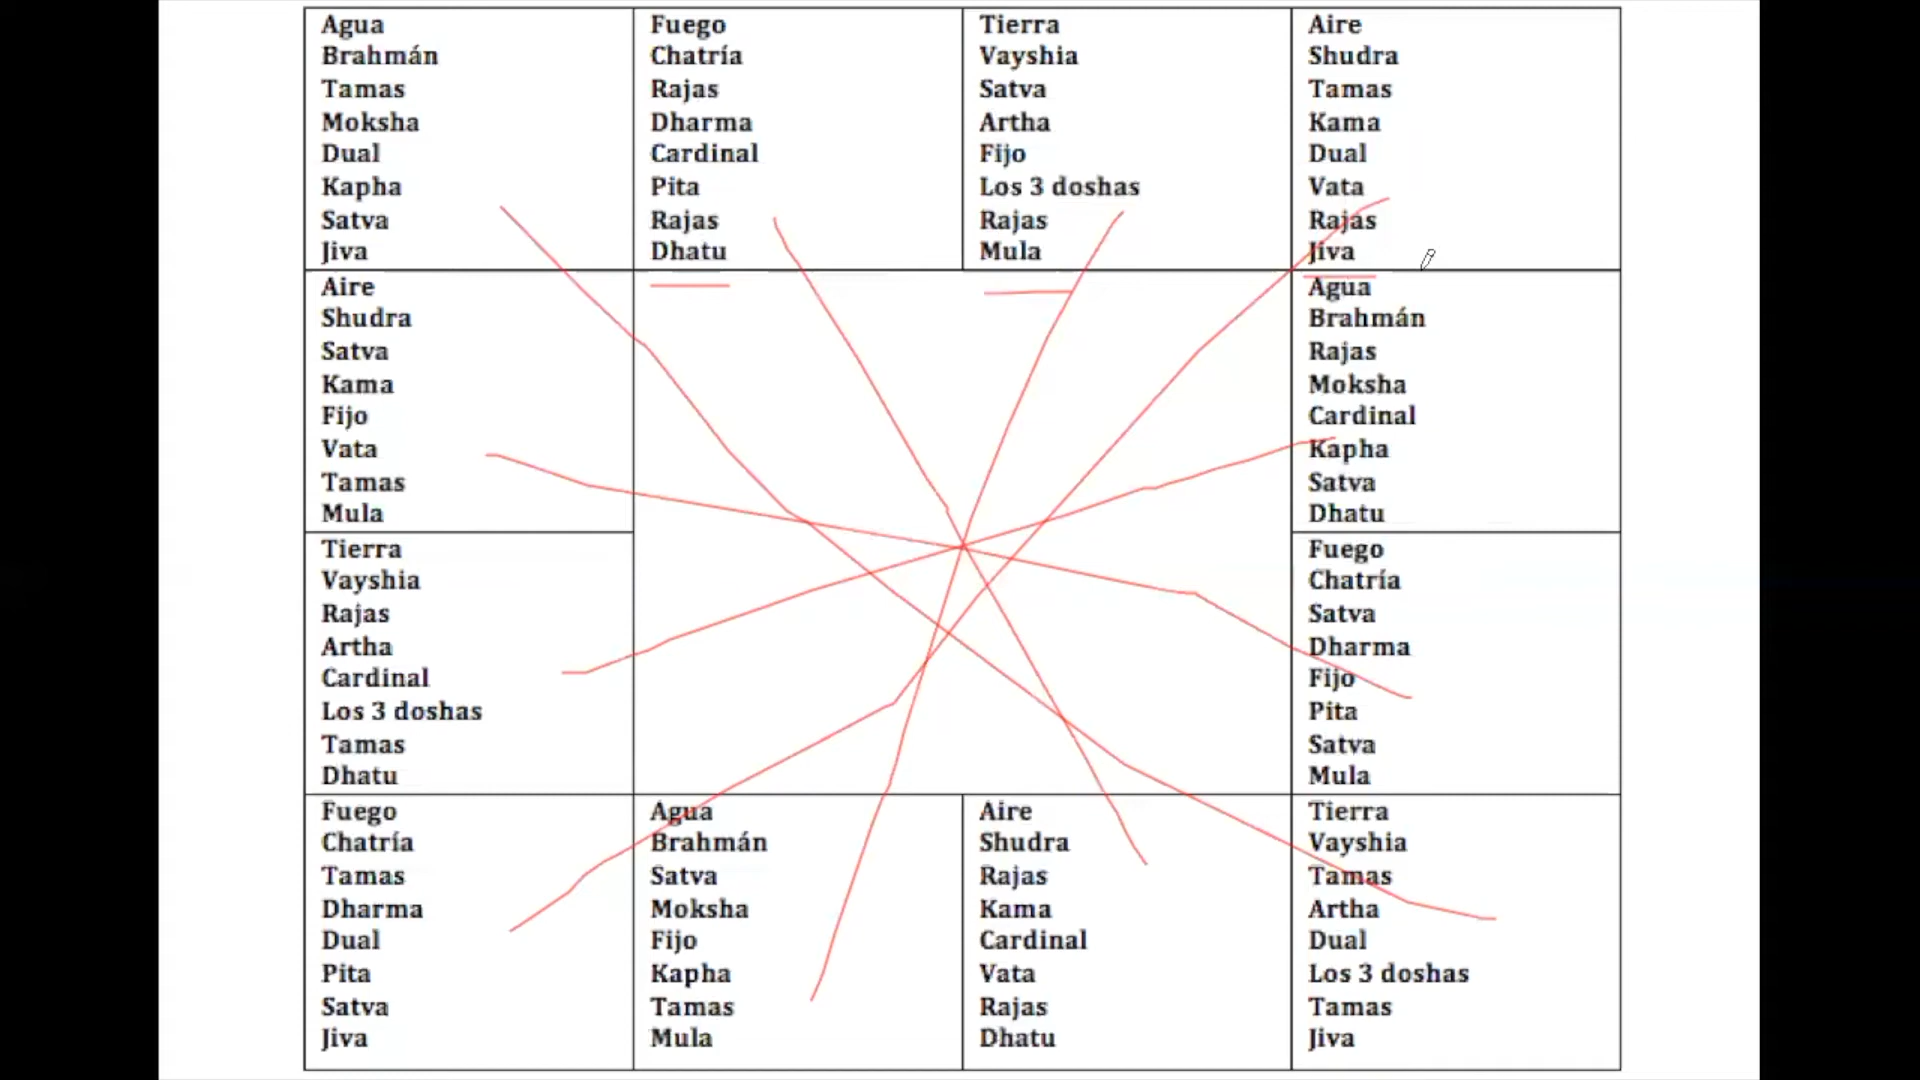 Agua
Brahmán
Tamas
Moksha
Dual
Kapha
Satva
Jiva
Fuego
Chatría
Rajas
Dharma
Cardinal
Pita
Rajas
Dhatu
Tierra
Vayshia
Satva
Artha
Fijo
Los 3 doshas
Rajas
Mula
Aire
Shudra
Tamas
Kama
Dual
Vata
Rajas
Jiva
Aire
Shudra
Satva
Kama
Fijo
Vata
Tamas
Mula
Agua
Brahmán
Rajas
Moksha
Cardinal
Kapha
Satva
Dhatu
Tierra
Vayshia
Rajas
Artha
Cardinal
Los 3 doshas
Tamas
Dhatu
Fuego
Chatría
Satva
Dharma
Fijo
Pita
Satva
Mula
Fuego
Chatría
Tamas
Dharma
Dual
Pita
Satva
Jiva
Agua
Brahmán
Satva
Moksha
Fijo
Kapha
Tamas
Mula
Aire
Shudra
Rajas
Kama
Cardinal
Vata
Rajas
Dhatu
Tierra
Vayshia
Tamas
Artha
Dual
Los 3 doshas
Tamas
Jiva